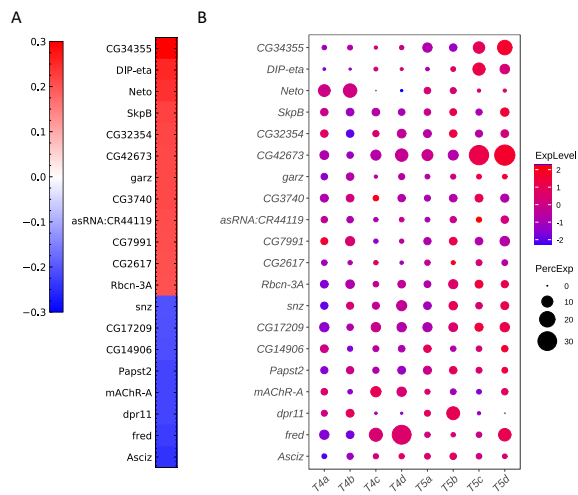 A
B
0.3
0.2
0.1
0.0
−0.1
−0.2
−0.3
CG34355
DIP-eta
Neto
SkpB
CG32354
CG42673
garz
CG3740
asRNA:CR44119
CG7991
CG2617
Rbcn-3A
snz
CG17209
CG14906
Papst2
mAChR-A
dpr11
fred
Asciz
CG34355
DIP-eta
Neto
SkpB
CG32354
CG42673
garz
CG3740
asRNA:CR44119
CG7991
CG2617
Rbcn-3A
snz
CG17209
CG14906
Papst2
mAChR-A
dpr11
fred
Asciz
T4a
T4b
T4c
T4d
T5a
T5b
T5c
T5d
ExpLevel
2
1
0
-1
-2
PercExp
0
10
20
30